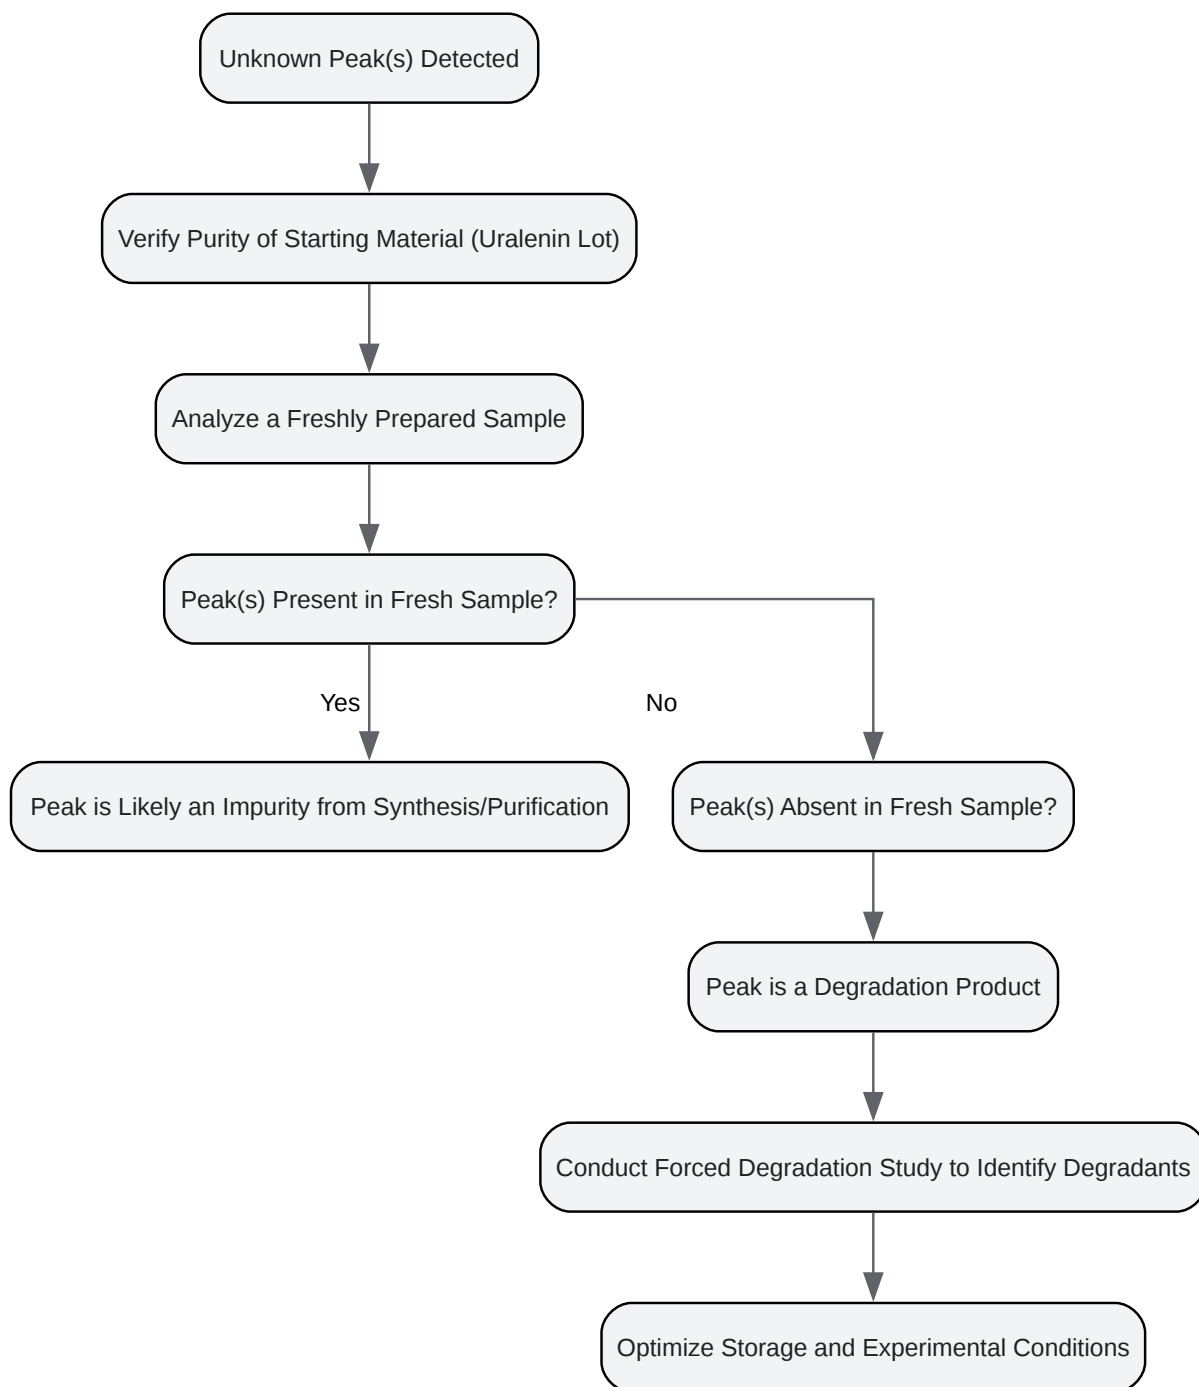 Unknown Peak(s) Detected
Verify Purity of Starting Material (Uralenin Lot)
Analyze a Freshly Prepared Sample
Peak(s) Present in Fresh Sample?
Yes
No
Peak is Likely an Impurity from Synthesis/Purification
Peak(s) Absent in Fresh Sample?
Peak is a Degradation Product
Conduct Forced Degradation Study to Identify Degradants
Optimize Storage and Experimental Conditions